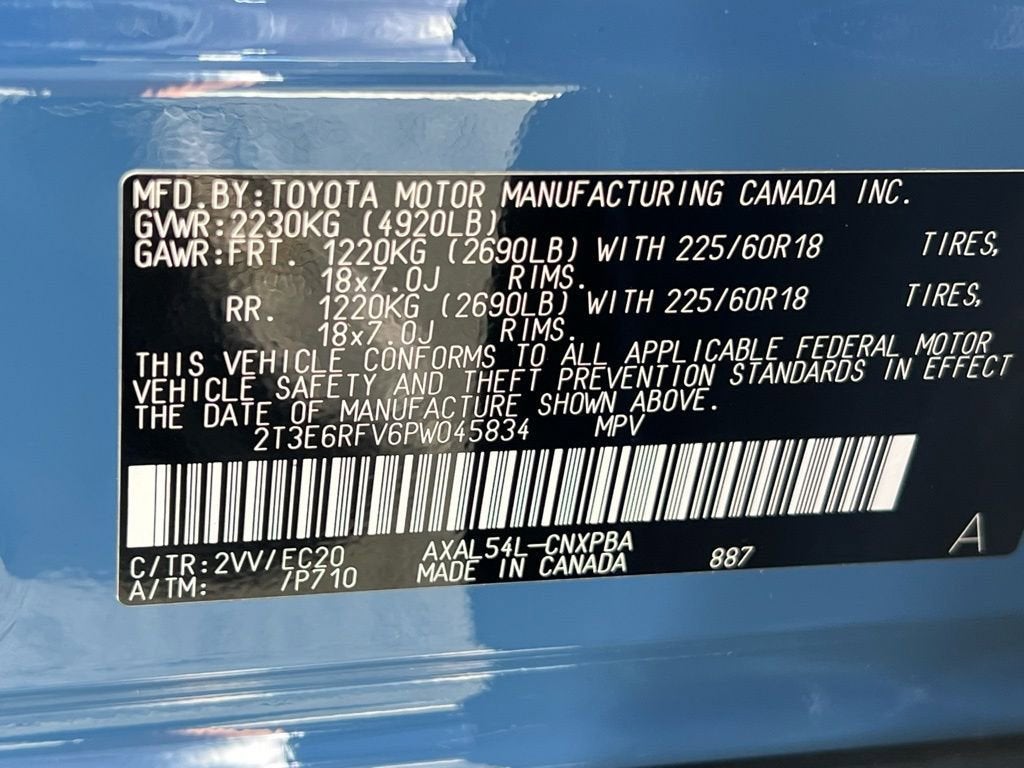 MFD.BY:TOYOTA MOTOR MANUFACTURING CANADA INC.
GVWR:2230KG (4920LB)
GAWR:FRT. 1220KG (2690LB) WITH 225/60R18 TIRES,
18x7.0J RIMS.
RR. 1220KG (2690LB) WITH 225/60R18 TIRES,
18x7.0J RIMS.
THIS VEHICLE CONFORMS TO ALL APPLICABLE FEDERAL MOTOR
VEHICLE SAFETY AND THEFT PREVENTION STANDARDS IN EFFECT
THE DATE OF MANUFACTURE SHOWN ABOVE.
2T3E6RFV6PW045834 MPV
C/TR:2VV/EC20 AXAL54L-CNXPBA 887 A
A/TM: /P710 MADE IN CANADA